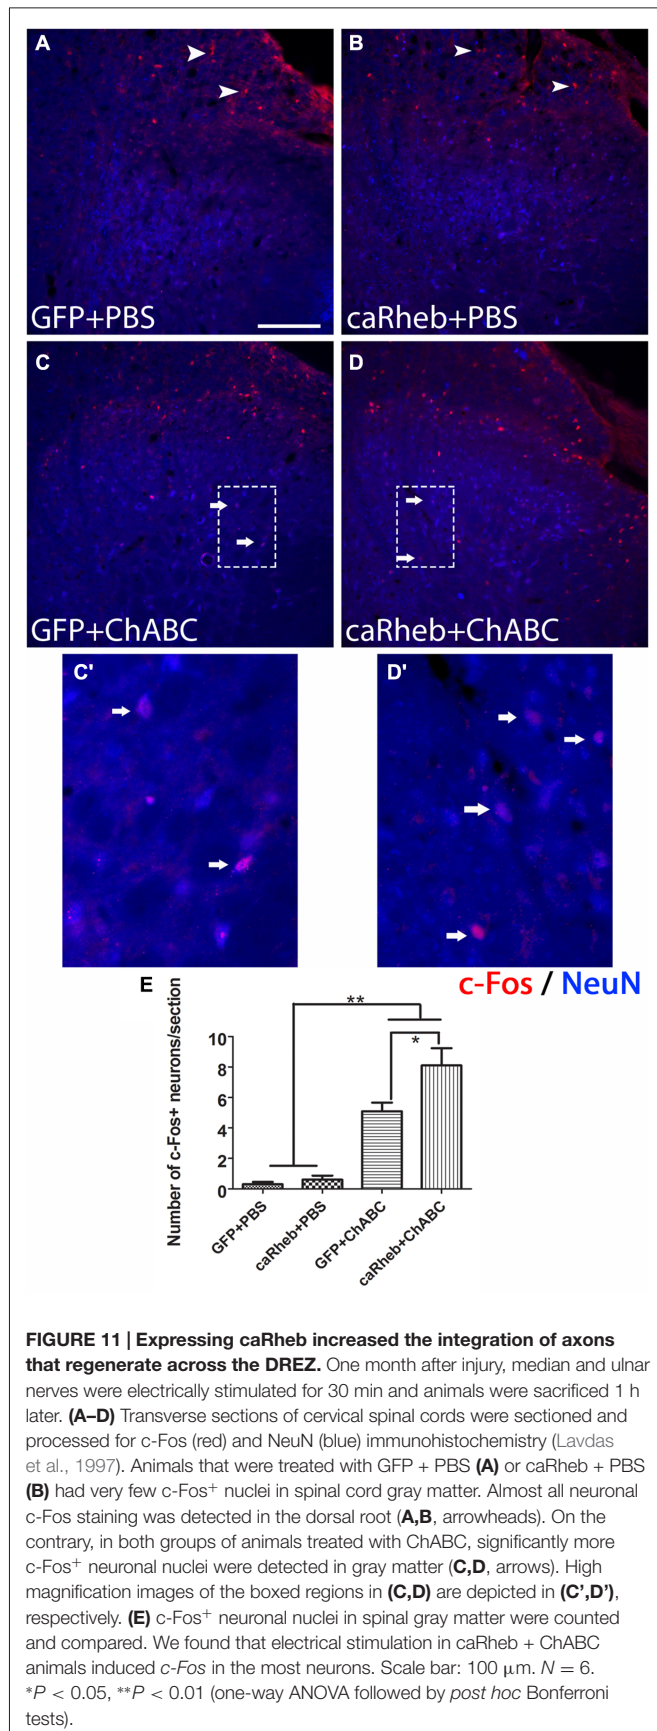 A
B
GFP+PBS
caRheb+PBS
C
D
GFP+ChABC
caRheb+ChABC
C'
D'
c-Fos / NeuN
E
Number of c-Fos+ neurons/section
10
8
6
4
2
0
**
*
GFP+PBS
caRheb+PBS
GFP+ChABC
caRheb+ChABC
FIGURE 11 | Expressing caRheb increased the integration of axons
that regenerate across the DREZ. One month after injury, median and ulnar
nerves were electrically stimulated for 30 min and animals were sacrificed 1 h
later. (A–D) Transverse sections of cervical spinal cords were sectioned and
processed for c-Fos (red) and NeuN (blue) immunohistochemistry (Lavdas
et al., 1997). Animals that were treated with GFP + PBS (A) or caRheb + PBS
(B) had very few c-Fos⁺ nuclei in spinal cord gray matter. Almost all neuronal
c-Fos staining was detected in the dorsal root (A,B, arrowheads). On the
contrary, in both groups of animals treated with ChABC, significantly more
c-Fos⁺ neuronal nuclei were detected in gray matter (C,D, arrows). High
magnification images of the boxed regions in (C,D) are depicted in (C’,D’),
respectively. (E) c-Fos⁺ neuronal nuclei in spinal gray matter were counted
and compared. We found that electrical stimulation in caRheb + ChABC
animals induced c-Fos in the most neurons. Scale bar: 100 μm. N = 6.
*P < 0.05, **P < 0.01 (one-way ANOVA followed by post hoc Bonferroni
tests).